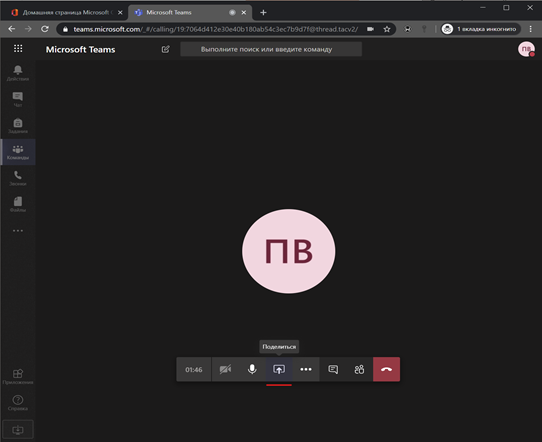 Домашняя страница Microsoft
Microsoft Teams
teams.microsoft.com/_#/calling/19:7064d412e30e40b180ab54c3ec7b9d7f@thread.tacv2/
1 вкладка инкогнито
Microsoft Teams
Выполните поиск или введите команду
ПВ
Действия
Чат
Задания
Команды
Звонки
Файлы
ПВ
Поделиться
01:46
Приложения
Справка